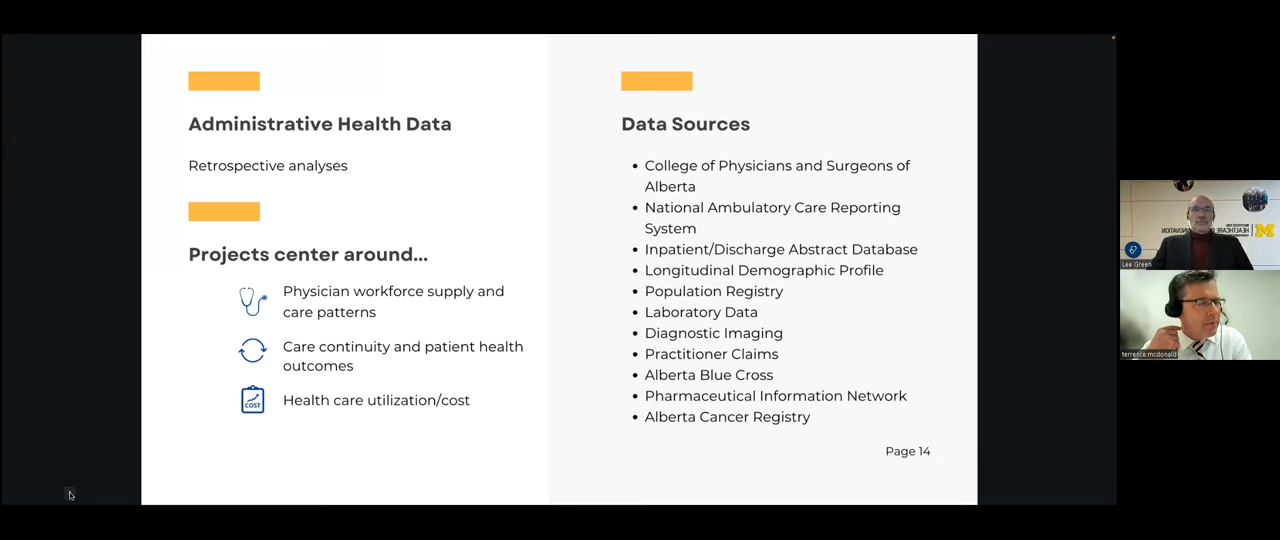 Administrative Health Data
Retrospective analyses
Projects center around...
Physician workforce supply and
care patterns
Care continuity and patient health
outcomes
COST
Health care utilization/cost
Data Sources
• College of Physicians and Surgeons of
Alberta
• National Ambulatory Care Reporting
System
• Inpatient/Discharge Abstract Database
• Longitudinal Demographic Profile
• Population Registry
• Laboratory Data
• Diagnostic Imaging
• Practitioner Claims
• Alberta Blue Cross
• Pharmaceutical Information Network
• Alberta Cancer Registry
Page 14
M
Lee Green
terrence.mcdonald